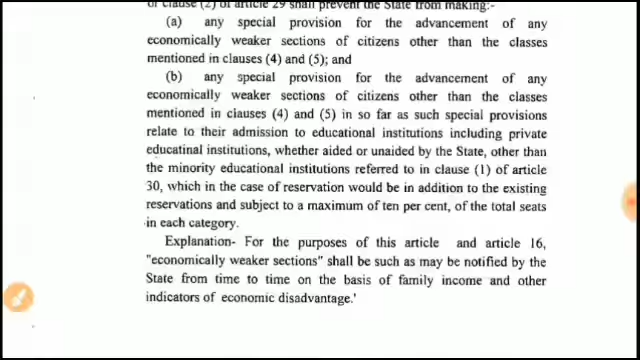 or clause (2) of article 29 shall prevent the State from making:-
(a) any special provision for the advancement of any
economically weaker sections of citizens other than the classes
mentioned in clauses (4) and (5); and
(b) any special provision for the advancement of any
economically weaker sections of citizens other than the classes
mentioned in clauses (4) and (5) in so far as such special provisions
relate to their admission to educational institutions including private
educatinal institutions, whether aided or unaided by the State, other than
the minority educational institutions referred to in clause (1) of article
30, which in the case of reservation would be in addition to the existing
reservations and subject to a maximum of ten per cent, of the total seats
in each category.
Explanation- For the purposes of this article and article 16,
"economically weaker sections" shall be such as may be notified by the
State from time to time on the basis of family income and other
indicators of economic disadvantage.'